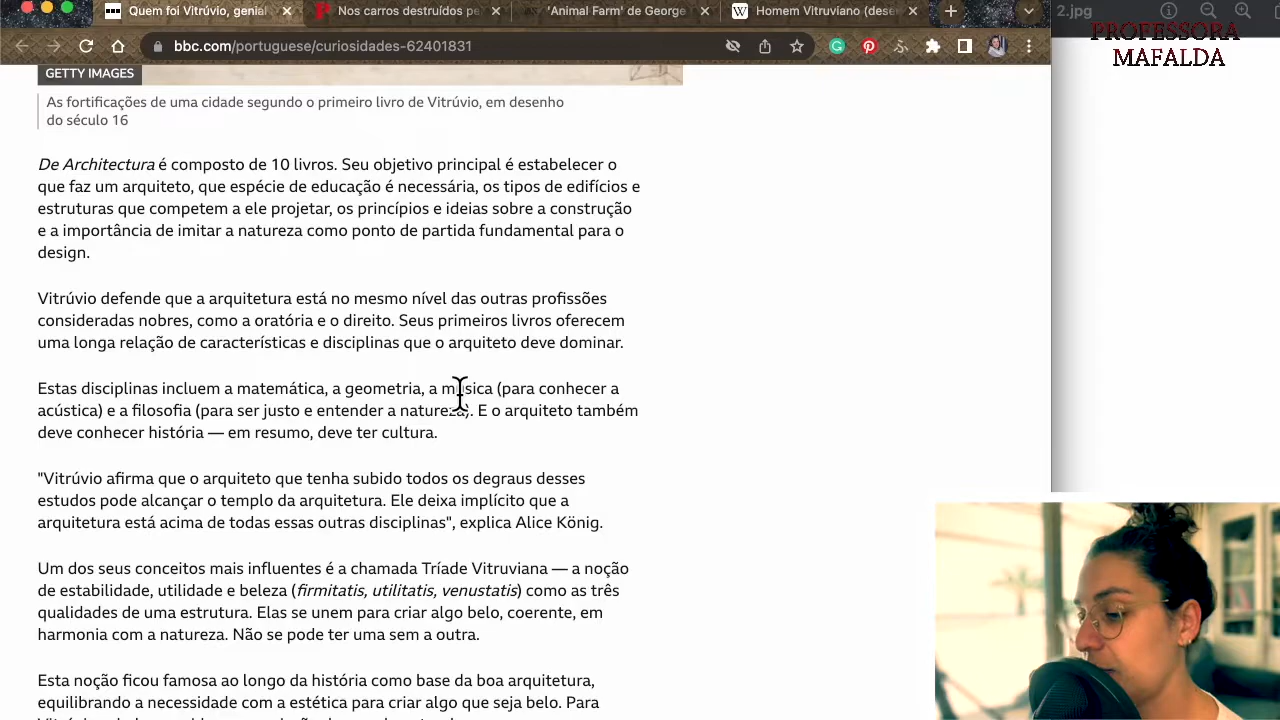 Quem foi Vitrúvio, genial
Nos carros destruídos pe
'Animal Farm' de George
Homem Vitruviano (dese
2.jpg
bbc.com/portuguese/curiosidades-62401831
PROFESSORA
MAFALDA
GETTY IMAGES
As fortificações de uma cidade segundo o primeiro livro de Vitrúvio, em desenho
do século 16
De Architectura é composto de 10 livros. Seu objetivo principal é estabelecer o
que faz um arquiteto, que espécie de educação é necessária, os tipos de edifícios e
estruturas que competem a ele projetar, os princípios e ideias sobre a construção
e a importância de imitar a natureza como ponto de partida fundamental para o
design.
Vitrúvio defende que a arquitetura está no mesmo nível das outras profissões
consideradas nobres, como a oratória e o direito. Seus primeiros livros oferecem
uma longa relação de características e disciplinas que o arquiteto deve dominar.
Estas disciplinas incluem a matemática, a geometria, a música (para conhecer a
acústica) e a filosofia (para ser justo e entender a natureza). E o arquiteto também
deve conhecer história — em resumo, deve ter cultura.
"Vitrúvio afirma que o arquiteto que tenha subido todos os degraus desses
estudos pode alcançar o templo da arquitetura. Ele deixa implícito que a
arquitetura está acima de todas essas outras disciplinas", explica Alice König.
Um dos seus conceitos mais influentes é a chamada Tríade Vitruviana — a noção
de estabilidade, utilidade e beleza (firmitatis, utilitatis, venustatis) como as três
qualidades de uma estrutura. Elas se unem para criar algo belo, coerente, em
harmonia com a natureza. Não se pode ter uma sem a outra.
Esta noção ficou famosa ao longo da história como base da boa arquitetura,
equilibrando a necessidade com a estética para criar algo que seja belo. Para